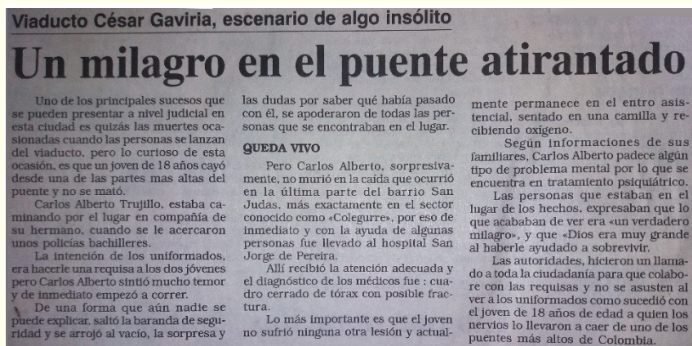 Viaducto César Gaviria, escenario de algo insólito
Un milagro en el puente atirantado
Uno de los principales sucesos que
se pueden presentar a nivel judicial en
esta ciudad es quizás las muertes oca-
sionadas cuando las personas se lanzan
del viaducto, pero lo curioso de esta
ocasión, es que un joven de 18 años cayó
desde una de las partes mas altas del
puente y no se mató.
Carlos Alberto Trujillo, estaba ca-
minando por el lugar en compañía de
su hermano, cuando se le acercaron
unos policías bachilleres.
La intención de los uniformados,
era hacerle una requisa a los dos jóvenes
pero Carlos Alberto sintió mucho temor
y de inmediato empezó a correr.
De una forma que aún nadie se
puede explicar, saltó la baranda de segu-
ridad y se arrojó al vacío, la sorpresa y
las dudas por saber qué había pasado
con él, se apoderaron de todas las per-
sonas que se encontraban en el lugar.
QUEDA VIVO
Pero Carlos Alberto, sorpresiva-
mente, no murió en la caída que ocurrió
en la última parte del barrio San
Judas, más exactamente en el sector
conocido como «Colegurre», por eso de
inmediato y con la ayuda de algunas
personas fue llevado al hospital San
Jorge de Pereira.
Allí recibió la atención adecuada y
el diagnóstico de los médicos fue : cua-
dro cerrado de tórax con posible frac-
tura.
Lo más importante es que el joven
no sufrió ninguna otra lesión y actual-
mente permanece en el entro asis-
tencial, sentado en una camilla y re-
cibiendo oxígeno.
Según informaciones de sus
familiares, Carlos Alberto padece algún
tipo de problema mental por lo que se
encuentra en tratamiento psiquiátrico.
Las personas que estaban en el
lugar de los hechos, expresaban que lo
que acababan de ver era «un verdadero
milagro», y que «Dios era muy grande
al haberle ayudado a sobrevivir.
Las autoridades, hicieron un llama-
do a toda la ciudadanía para que colabo-
re con las requisas y no se asusten al
ver a los uniformados como sucedió con
el joven de 18 años de edad a quien los
nervios lo llevaron a caer de uno de los
puentes más altos de Colombia.